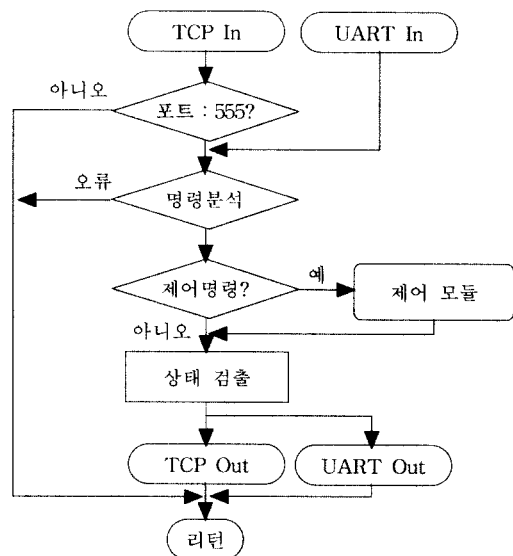 TCP In
UART In
아니오
포트 : 555?
오류
명령분석
제어명령?
예
제어 모듈
아니오
상태 검출
TCP Out
UART Out
리턴